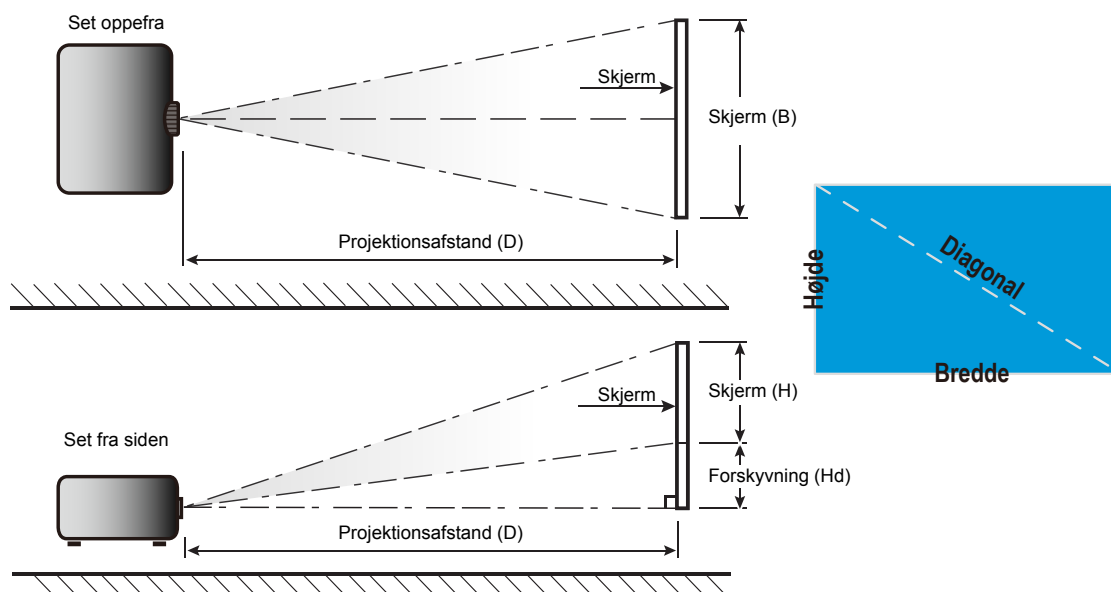 Set oppefra
Skjerm
Skjerm (B)
Projektionsafstand (D)
Højde
Diagonal
Bredde
Set fra siden
Skjerm
Skjerm (H)
Forskyvning (Hd)
Projektionsafstand (D)